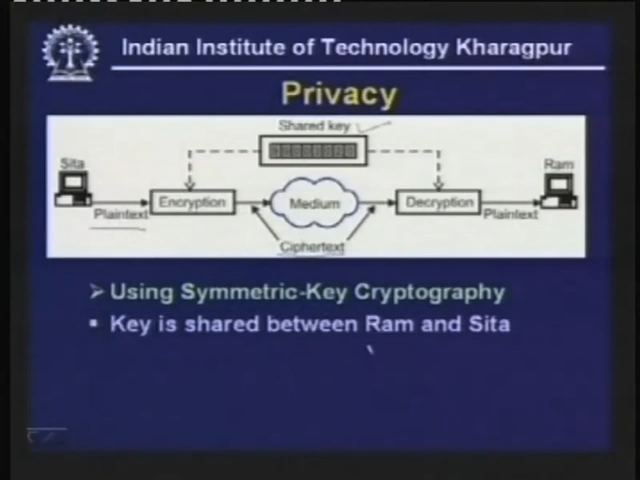 Indian Institute of Technology Kharagpur
Privacy
Shared key
Sita
Ram
Encryption
Medium
Decryption
Plaintext
Plaintext
Ciphertext
Using Symmetric-Key Cryptography
Key is shared between Ram and Sita